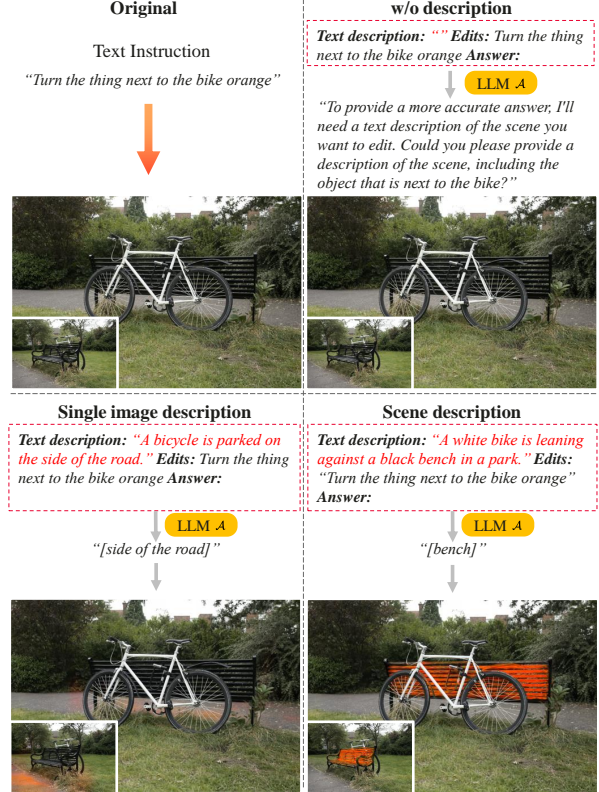 Original
Text Instruction
“Turn the thing next to the bike orange”
w/o description
Text description: “” Edits: Turn the thing
next to the bike orange Answer:
LLM 𝒜
“To provide a more accurate answer, I'll
need a text description of the scene you
want to edit. Could you please provide a
description of the scene, including the
object that is next to the bike?”
Single image description
Text description: “A bicycle is parked on
the side of the road.” Edits: Turn the thing
next to the bike orange Answer:
LLM 𝒜
“[side of the road]”
Scene description
Text description: “A white bike is leaning
against a black bench in a park.” Edits:
“Turn the thing next to the bike orange”
Answer:
LLM 𝒜
“[bench]”